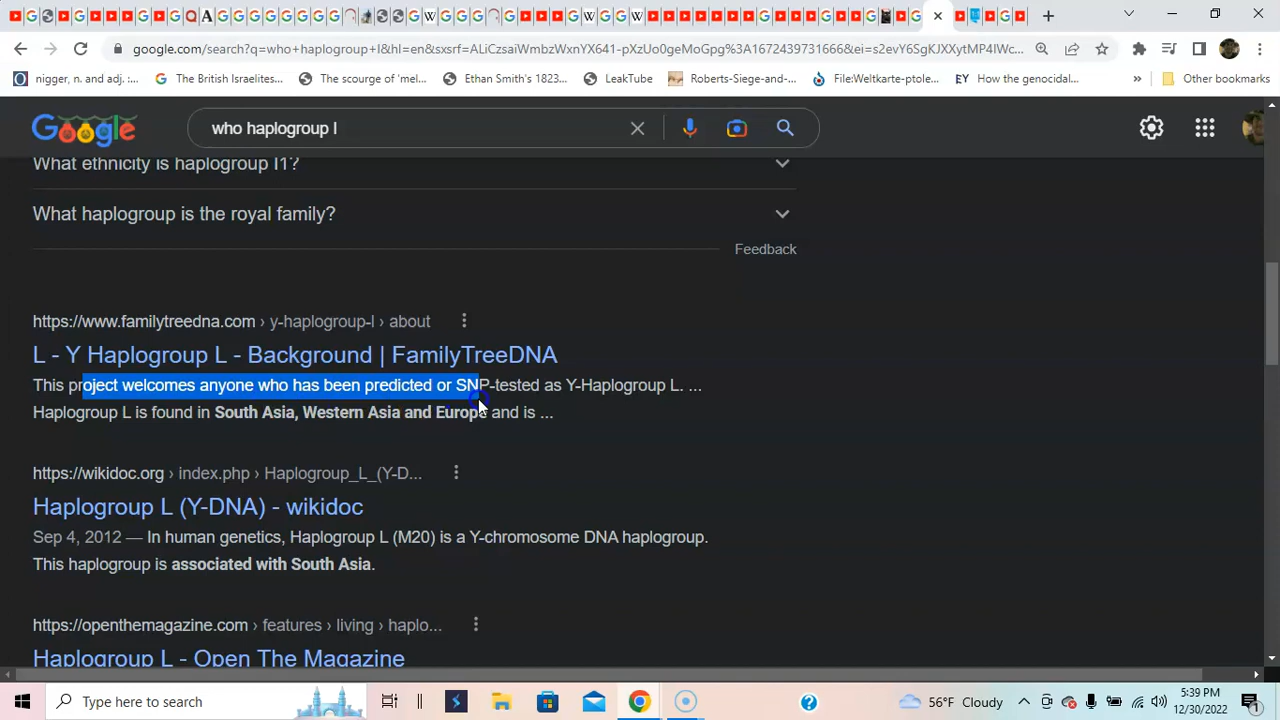 google.com/search?q=who+haplogroup+l&hl=en&sxsrf=ALiCzsaiWmbzWxnYX641-pXzUo0geMoGpg%3A1672439731666&ei=s2evY6SgKJXXytMP4IWc...
nigger, n. and adj. :... The British Israelites... The scourge of 'mel... Ethan Smith's 1823... LeakTube Roberts-Siege-and-... File:Weltkarte-ptole... EY How the genocidal... » Other bookmarks
Google who haplogroup l
What ethnicity is haplogroup I1?
What haplogroup is the royal family?
Feedback
https://www.familytreedna.com › y-haplogroup-l › about
L - Y Haplogroup L - Background | FamilyTreeDNA
This project welcomes anyone who has been predicted or SNP-tested as Y-Haplogroup L. ...
Haplogroup L is found in South Asia, Western Asia and Europe and is ...
https://wikidoc.org › index.php › Haplogroup_L_(Y-D...
Haplogroup L (Y-DNA) - wikidoc
Sep 4, 2012 — In human genetics, Haplogroup L (M20) is a Y-chromosome DNA haplogroup.
This haplogroup is associated with South Asia.
https://openthemagazine.com › features › living › haplo...
Haplogroup L - Open The Magazine
Type here to search 56°F Cloudy 5:39 PM
12/30/2022